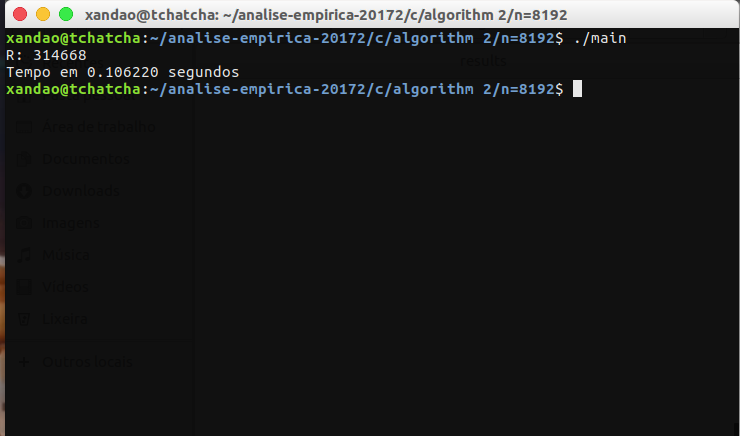 xandao@tchatcha: ~/analise-empirica-20172/c/algorithm 2/n=8192
xandao@tchatcha:~/analise-empirica-20172/c/algorithm 2/n=8192$ ./main
R: 314668
Tempo em 0.106220 segundos
xandao@tchatcha:~/analise-empirica-20172/c/algorithm 2/n=8192$
results
Área de trabalho
Documentos
Downloads
Imagens
Música
Vídeos
Lixeira
+ Outros locais